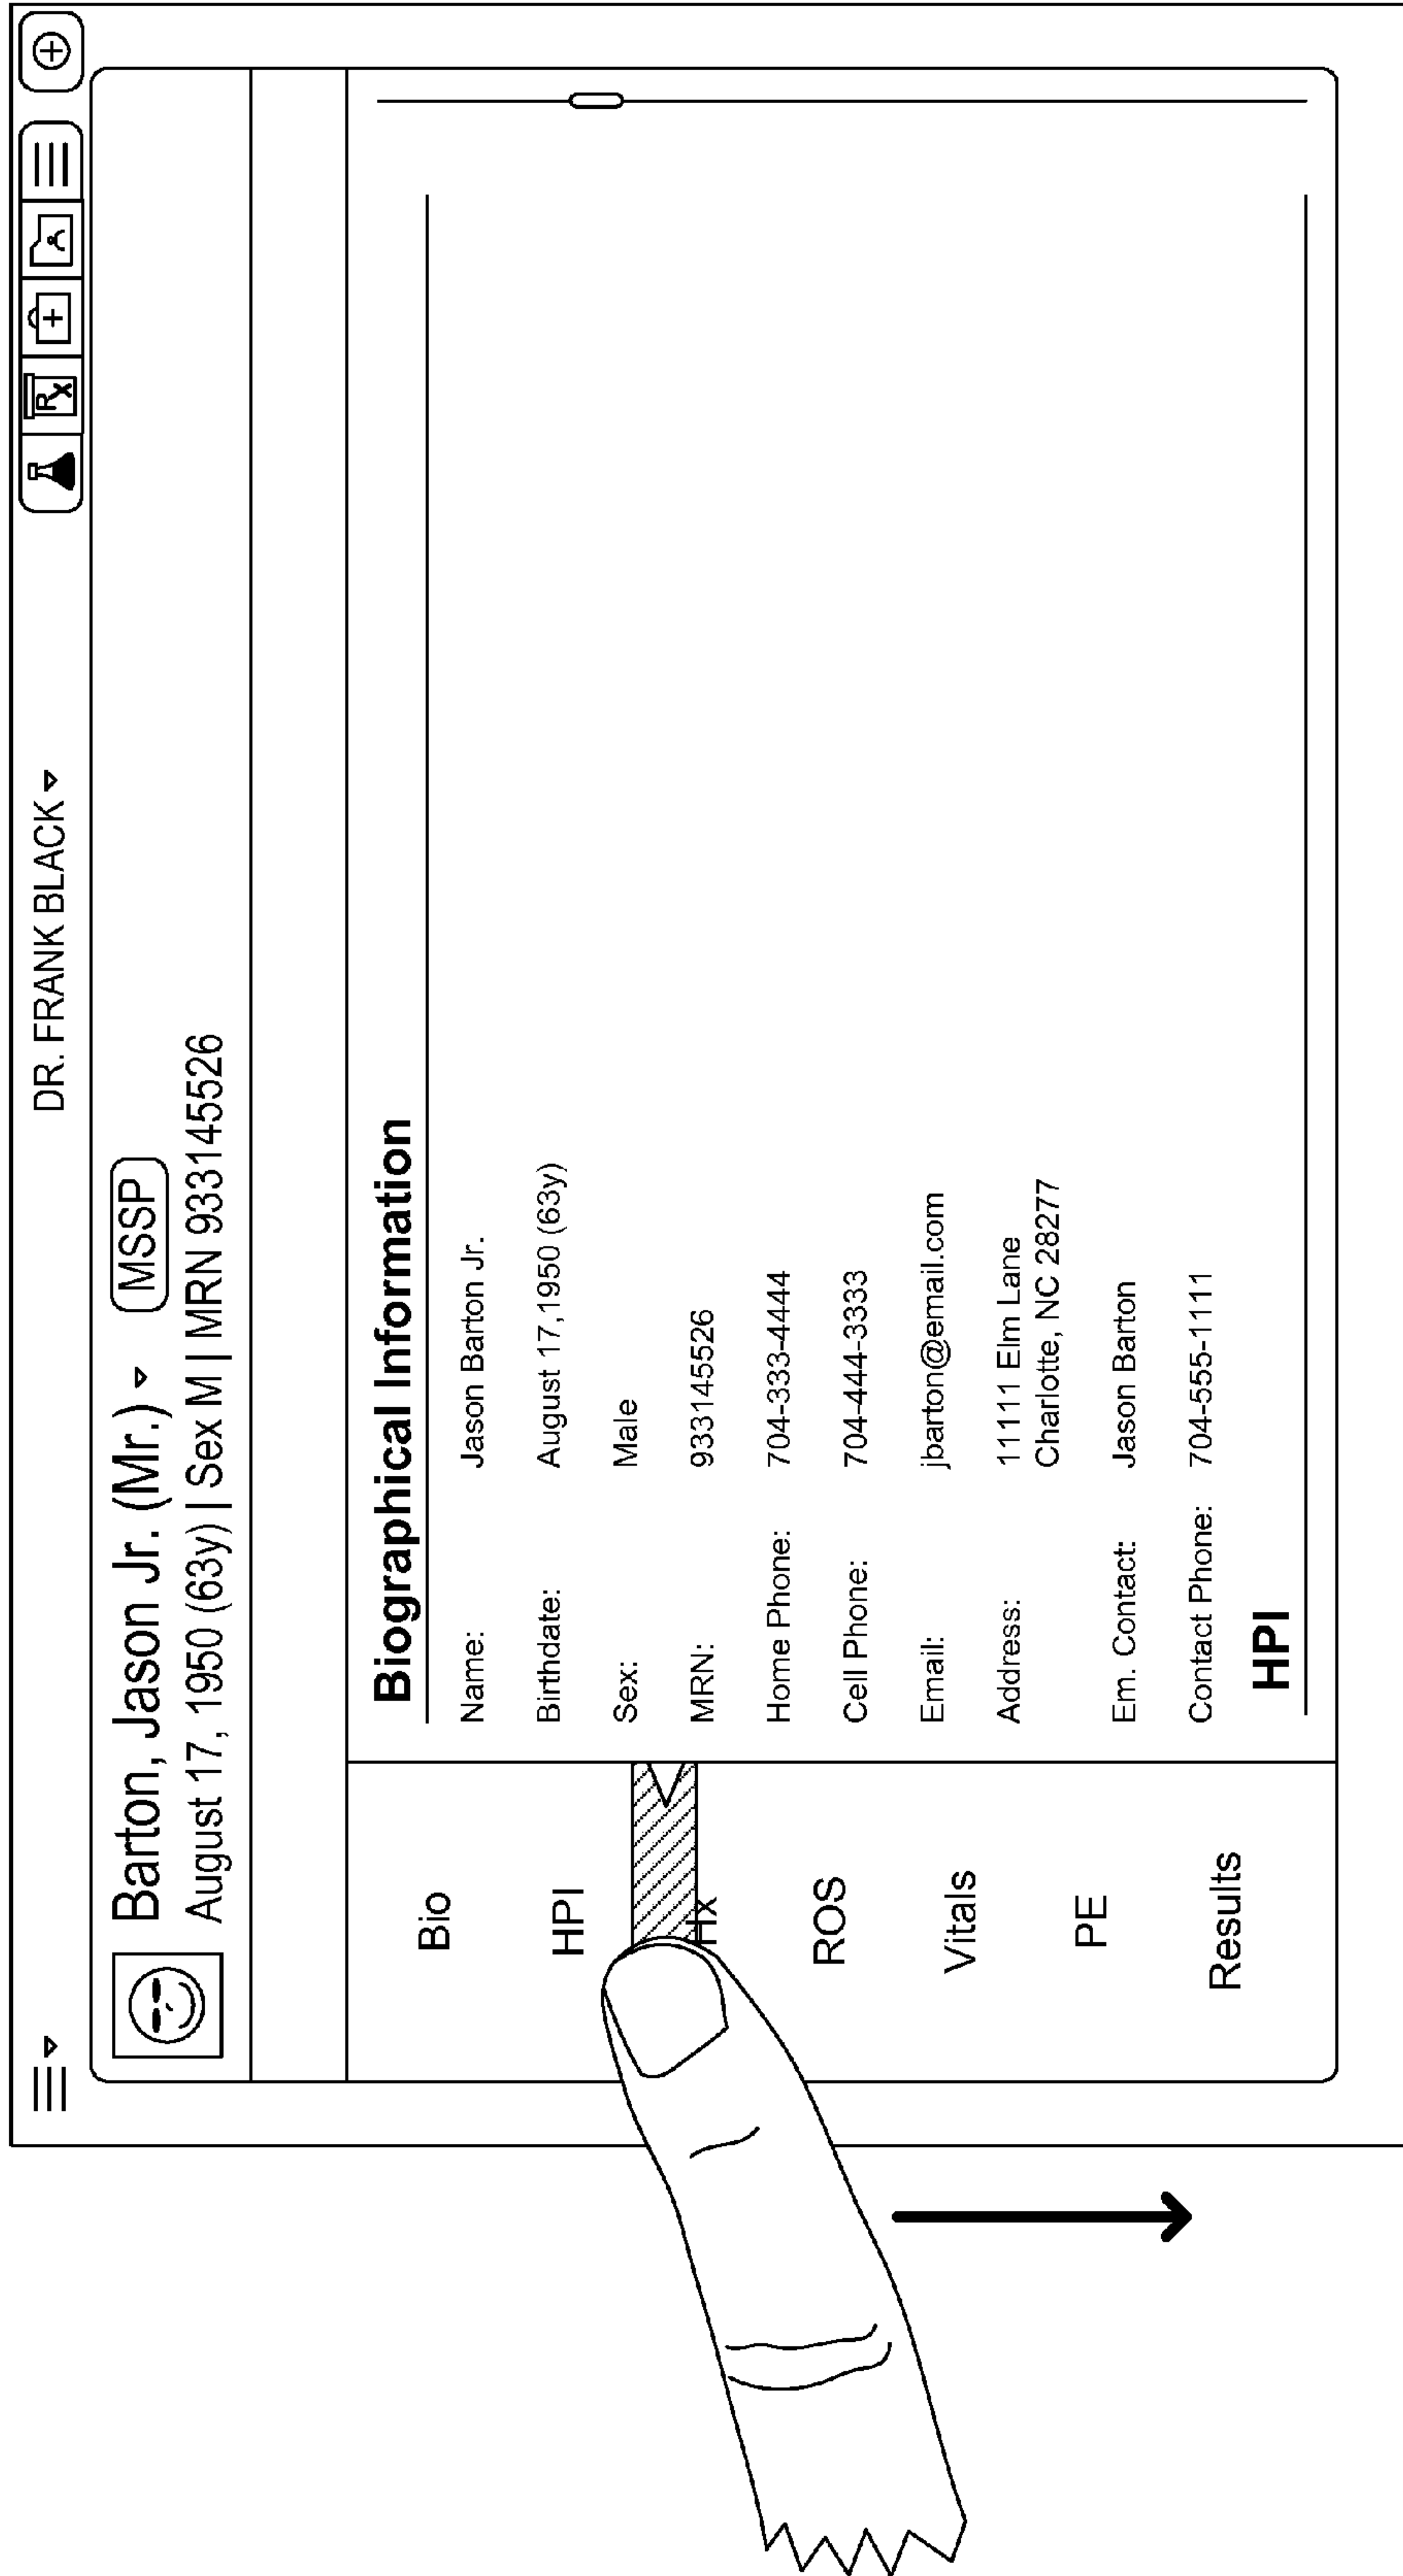 DR. FRANK BLACK
Rx
Barton, Jason Jr. (Mr.) MSSP
August 17, 1950 (63y) | Sex M | MRN 933145526
Bio
HPI
Hx
ROS
Vitals
PE
Results
Biographical Information
Name: Jason Barton Jr.
Birthdate: August 17,1950 (63y)
Sex: Male
MRN: 933145526
Home Phone: 704-333-4444
Cell Phone: 704-444-3333
Email: jbarton@email.com
Address: 11111 Elm Lane
Charlotte, NC 28277
Em. Contact: Jason Barton
Contact Phone: 704-555-1111
HPI